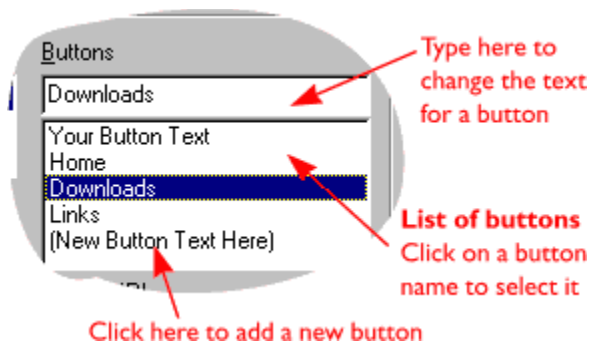 Buttons
Type here to
change the text
for a button
Downloads
Your Button Text
Home
Downloads
Links
(New Button Text Here)
List of buttons
Click on a button
name to select it
Click here to add a new button